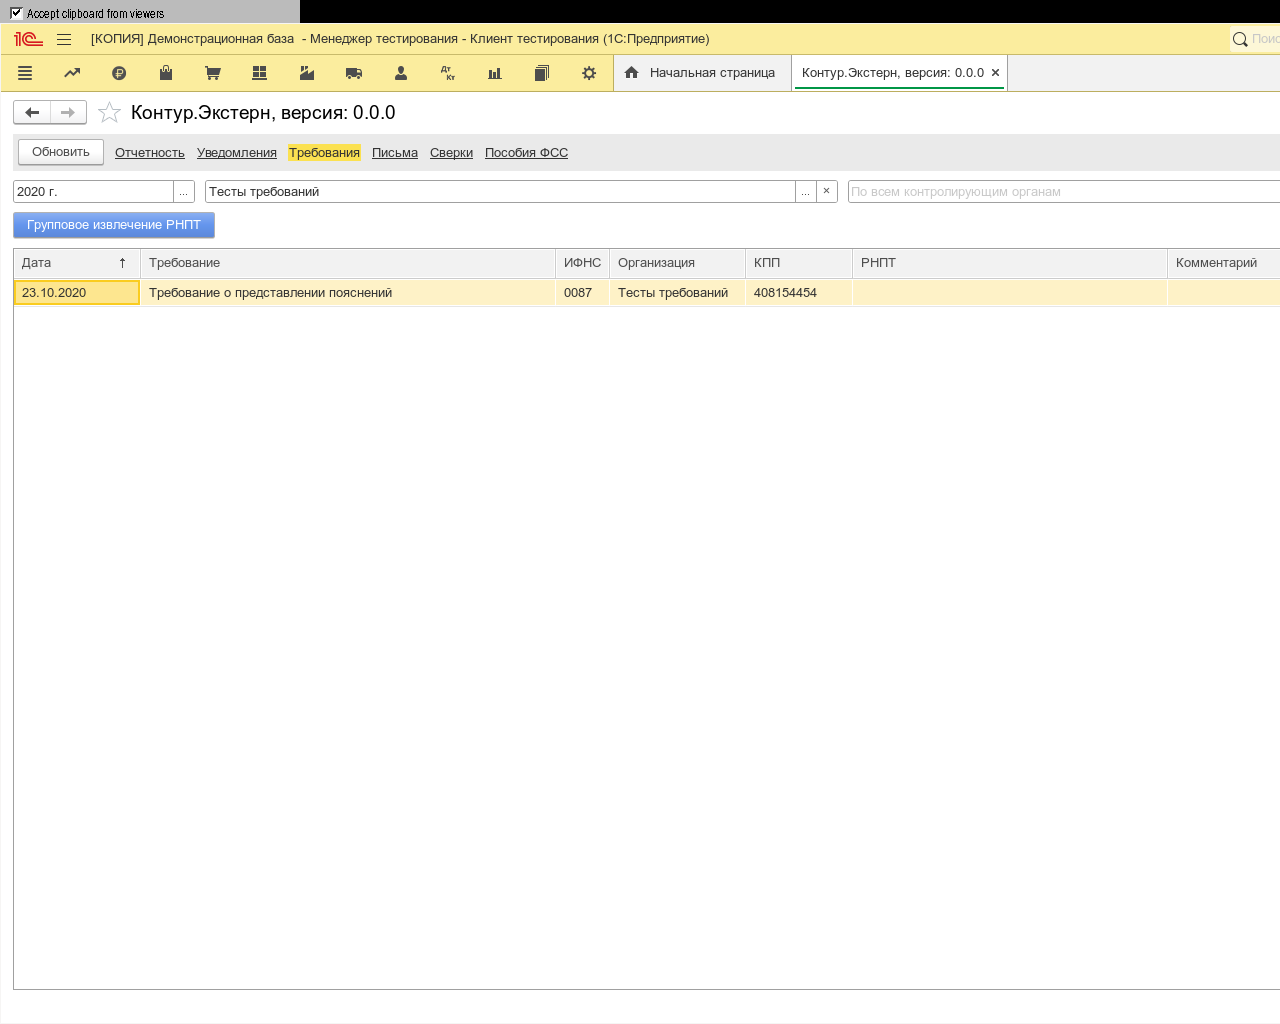 Accept clipboard from viewers
1С [КОПИЯ] Демонстрационная база - Менеджер тестирования - Клиент тестирования (1С:Предприятие) Поис
Дт Кт Начальная страница Контур.Экстерн, версия: 0.0.0 ×
Контур.Экстерн, версия: 0.0.0
Обновить Отчетность Уведомления Требования Письма Сверки Пособия ФСС
2020 г. ... Тесты требований ... × По всем контролирующим органам
Групповое извлечение РНПТ
Дата ↑ Требование ИФНС Организация КПП РНПТ Комментарий
23.10.2020 Требование о представлении пояснений 0087 Тесты требований 408154454